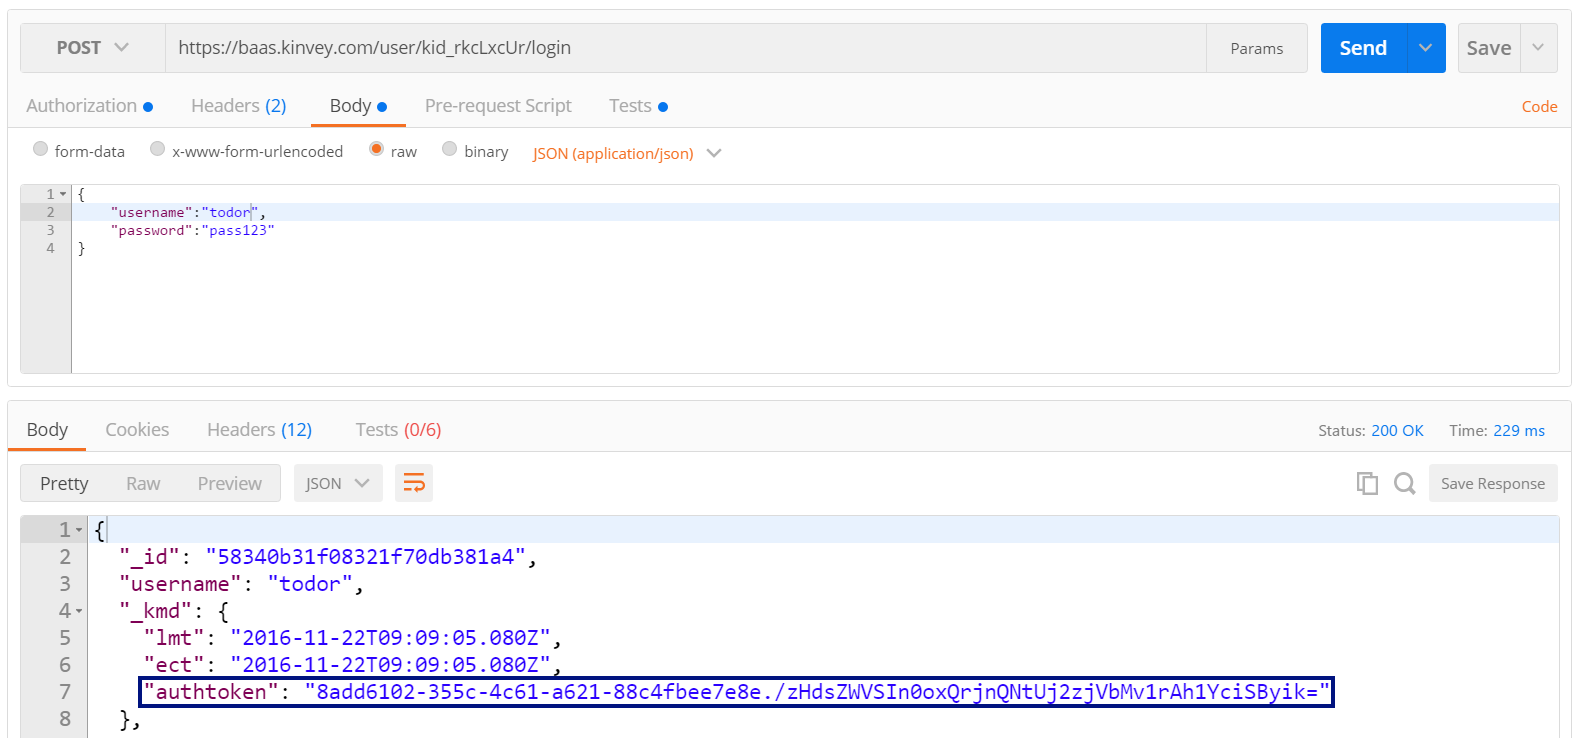 POST https://baas.kinvey.com/user/kid_rkcLxcUr/login Params Send Save
Authorization Headers (2) Body Pre-request Script Tests Code
form-data x-www-form-urlencoded raw binary JSON (application/json)
1 {
2 "username":"todor",
3 "password":"pass123"
4 }
Body Cookies Headers (12) Tests (0/6) Status: 200 OK Time: 229 ms
Pretty Raw Preview JSON Save Response
1 {
2 "_id": "58340b31f08321f70db381a4",
3 "username": "todor",
4 "_kmd": {
5 "lmt": "2016-11-22T09:09:05.080Z",
6 "ect": "2016-11-22T09:09:05.080Z",
7 "authtoken": "8add6102-355c-4c61-a621-88c4fbee7e8e./zHdsZWVSIn0oxQrjnQNtUj2zjVbMv1rAh1YciSByik="
8 },